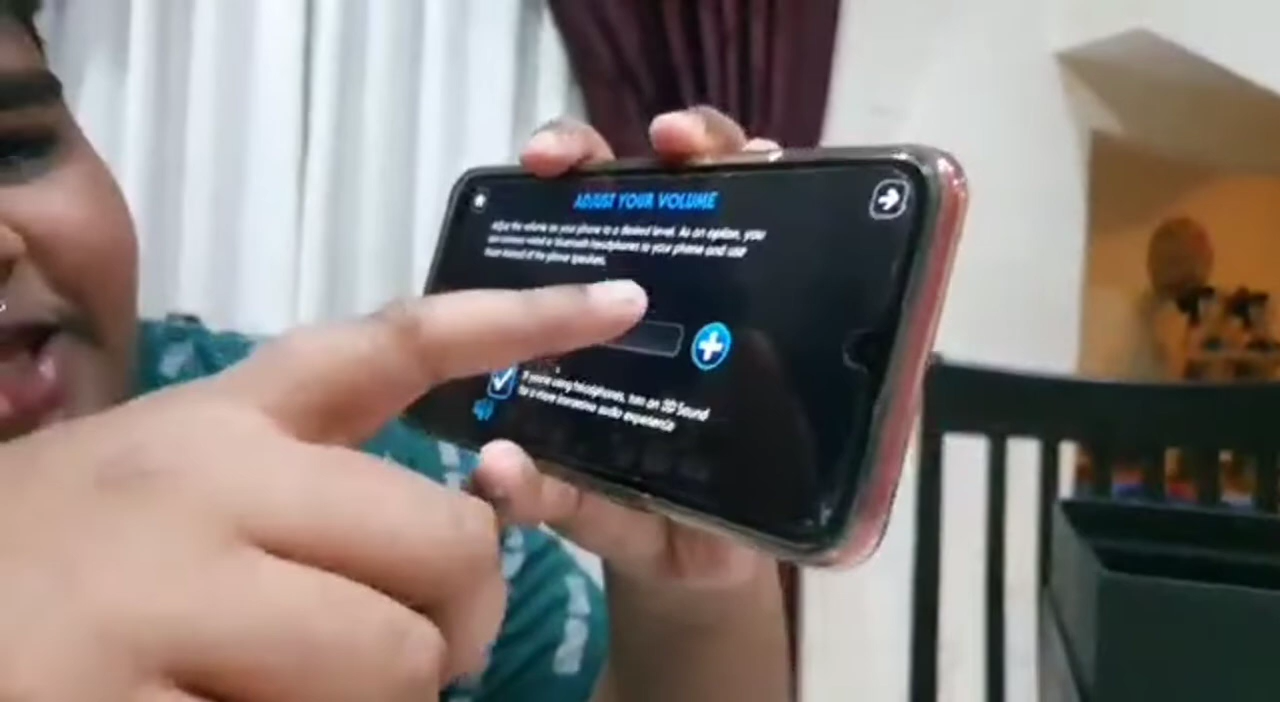 ADJUST YOUR VOLUME
Adjust the volume on your phone to a desired level. As an option, you
can connect wired or bluetooth headphones to your phone and use
those instead of the phone speakers.
If you're using headphones, turn on 3D Sound
for a more immersive audio experience